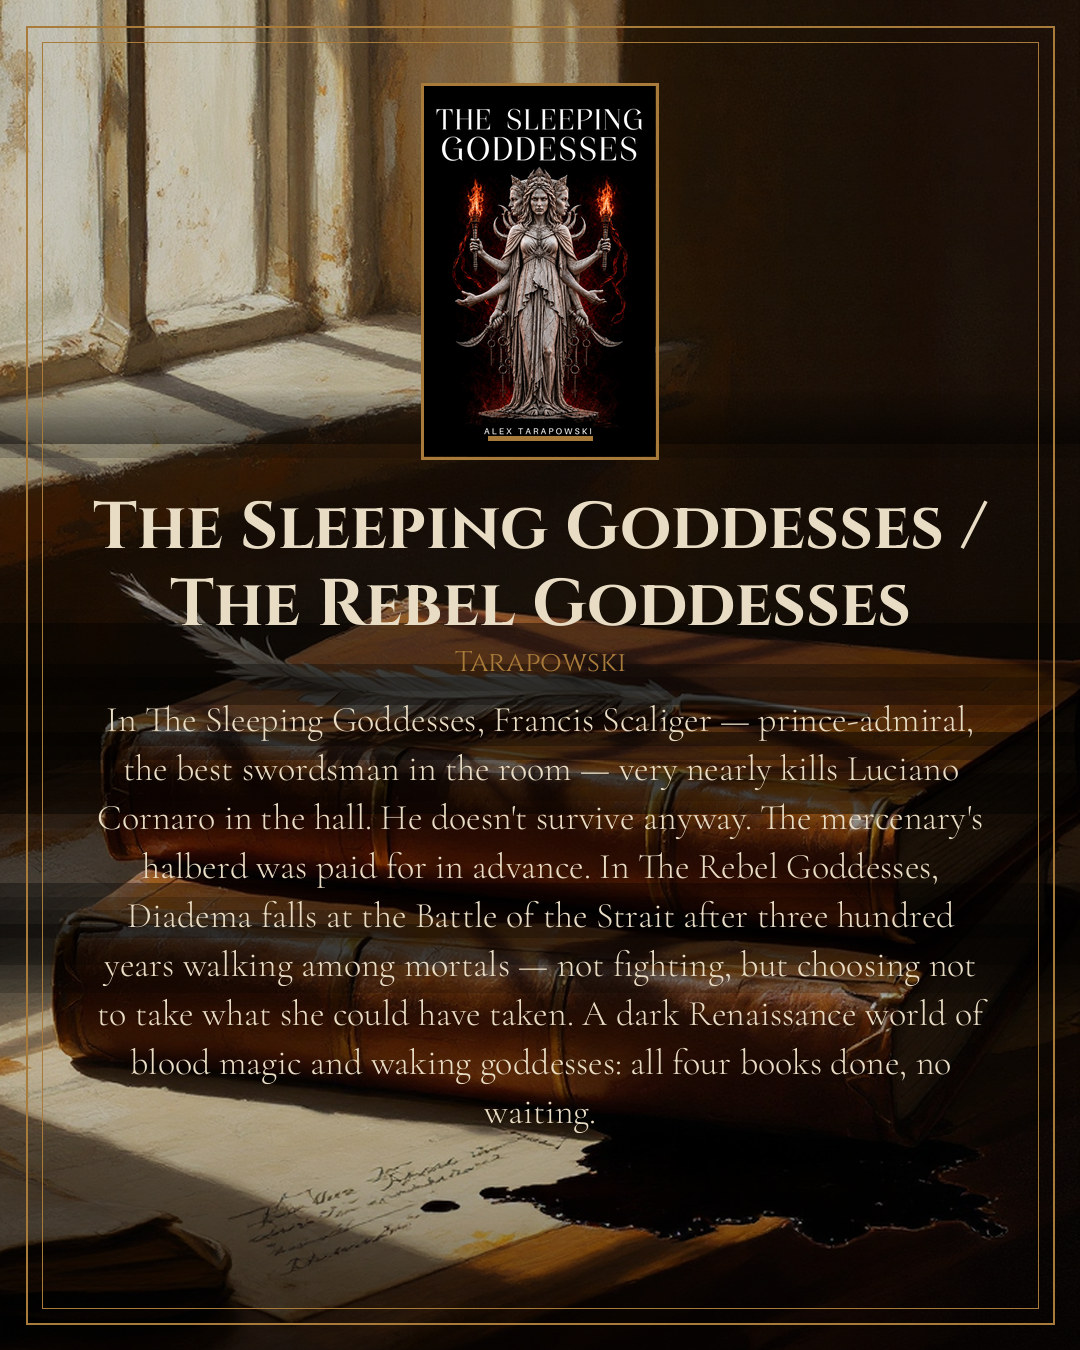 THE SLEEPING
GODDESSES
ALEX TARAPOWSKI
The Sleeping Goddesses /
The Rebel Goddesses
Tarapowski
In The Sleeping Goddesses, Francis Scaliger — prince-admiral,
the best swordsman in the room — very nearly kills Luciano
Cornaro in the hall. He doesn't survive anyway. The mercenary's
halberd was paid for in advance. In The Rebel Goddesses,
Diadema falls at the Battle of the Strait after three hundred
years walking among mortals — not fighting, but choosing not
to take what she could have taken. A dark Renaissance world of
blood magic and waking goddesses: all four books done, no
waiting.